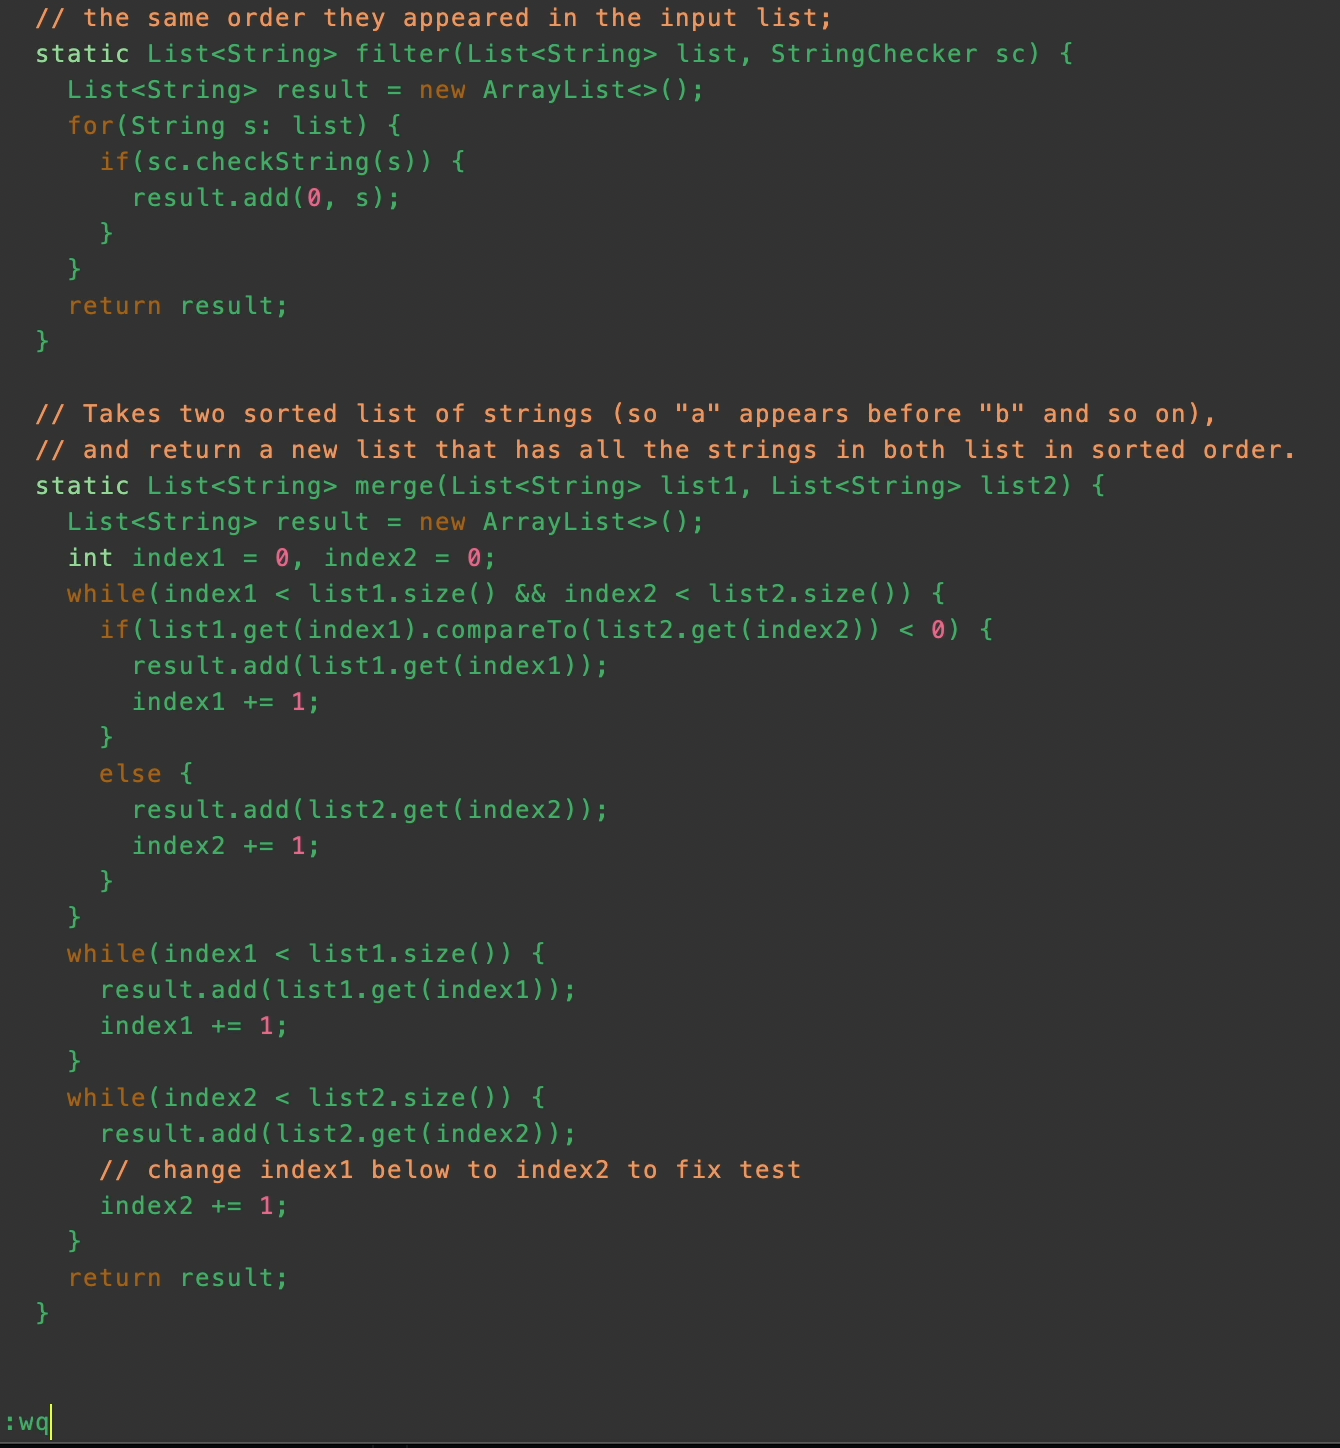 // the same order they appeared in the input list;
static List<String> filter(List<String> list, StringChecker sc) {
List<String> result = new ArrayList<>();
for(String s: list) {
if(sc.checkString(s)) {
result.add(0, s);
}
}
return result;
}
// Takes two sorted list of strings (so "a" appears before "b" and so on),
// and return a new list that has all the strings in both list in sorted order.
static List<String> merge(List<String> list1, List<String> list2) {
List<String> result = new ArrayList<>();
int index1 = 0, index2 = 0;
while(index1 < list1.size() && index2 < list2.size()) {
if(list1.get(index1).compareTo(list2.get(index2)) < 0) {
result.add(list1.get(index1));
index1 += 1;
}
else {
result.add(list2.get(index2));
index2 += 1;
}
}
while(index1 < list1.size()) {
result.add(list1.get(index1));
index1 += 1;
}
while(index2 < list2.size()) {
result.add(list2.get(index2));
// change index1 below to index2 to fix test
index2 += 1;
}
return result;
}
:wq